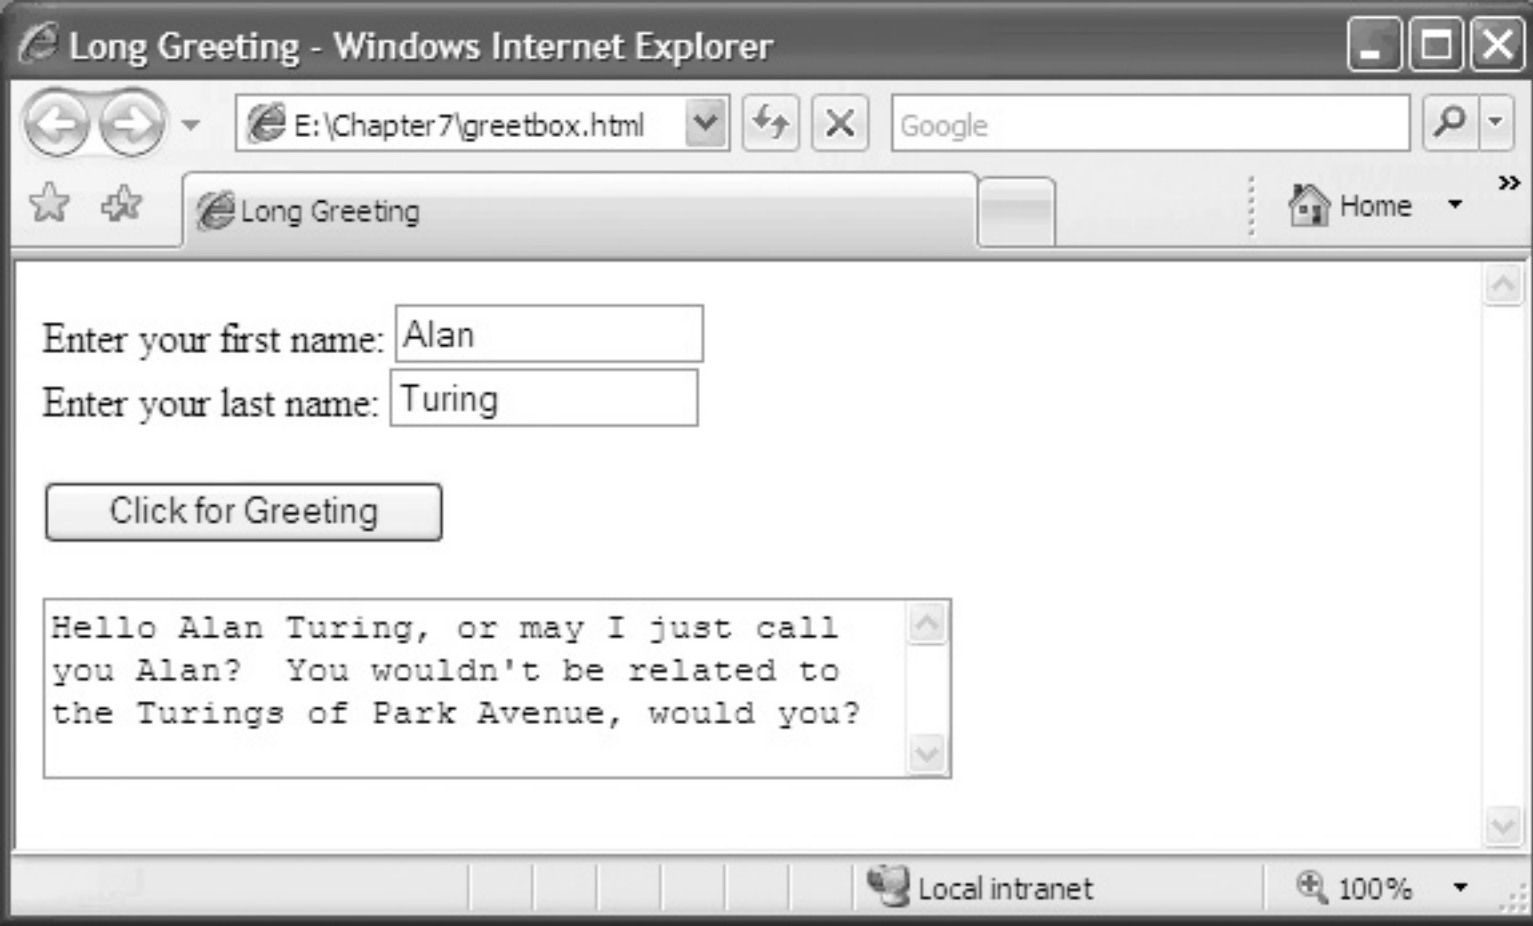 Long Greeting - Windows Internet Explorer
E:\Chapter7\greetbox.html
Google
Long Greeting
Home
»
Enter your first name: Alan
Enter your last name: Turing
Click for Greeting
Hello Alan Turing, or may I just call
you Alan?  You wouldn't be related to
the Turings of Park Avenue, would you?
Local intranet
100%